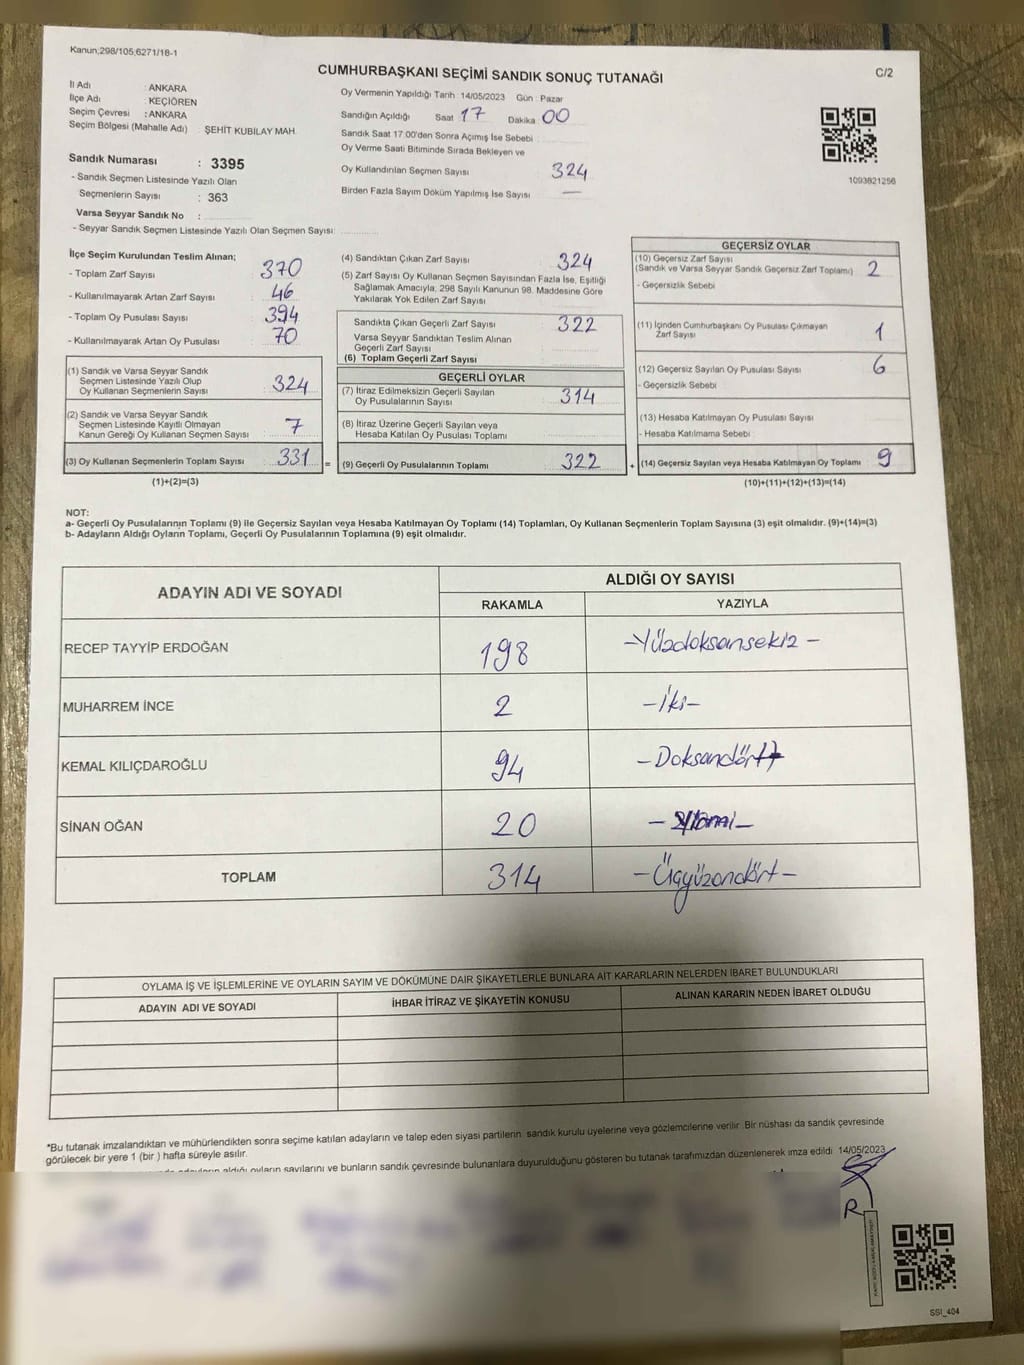 Kanun;298/105,6271/18-1
CUMHURBAŞKANI SEÇİMİ SANDIK SONUÇ TUTANAĞI
C/2
İl Adı : ANKARA
İlçe Adı : KEÇİÖREN
Seçim Çevresi : ANKARA
Seçim Bölgesi (Mahalle Adı) : ŞEHİT KUBİLAY MAH.
Sandık Numarası : 3395
- Sandık Seçmen Listesinde Yazılı Olan
Seçmenlerin Sayısı : 363
Varsa Seyyar Sandık No :
- Seyyar Sandık Seçmen Listesinde Yazılı Olan Seçmen Sayısı:
Oy Vermenin Yapıldığı Tarih : 14/05/2023 Gün : Pazar
Sandığın Açıldığı Saat 17 Dakika 00
Sandık Saat 17:00'den Sonra Açımış İse Sebebi
Oy Verme Saati Bitiminde Sırada Bekleyen ve
Oy Kullandırılan Seçmen Sayısı 324
Birden Fazla Sayım Döküm Yapılmış İse Sayısı —
1093821256
İlçe Seçim Kurulundan Teslim Alınan;
- Toplam Zarf Sayısı 370
- Kullanılmayarak Artan Zarf Sayısı 46
- Toplam Oy Pusulası Sayısı 394
- Kullanılmayarak Artan Oy Pusulası 70
(1) Sandık ve Varsa Seyyar Sandık
Seçmen Listesinde Yazılı Olup
Oy Kullanan Seçmenlerin Sayısı 324
(2) Sandık ve Varsa Seyyar Sandık
Seçmen Listesinde Kayıtlı Olmayan
Kanun Gereği Oy Kullanan Seçmen Sayısı 7
(3) Oy Kullanan Seçmenlerin Toplam Sayısı 331 =
(1)+(2)=(3)
(4) Sandıktan Çıkan Zarf Sayısı 324
(5) Zarf Sayısı Oy Kullanan Seçmen Sayısından Fazla İse, Eşitliği
Sağlamak Amacıyla, 298 Sayılı Kanunun 98. Maddesine Göre
Yakılarak Yok Edilen Zarf Sayısı
Sandıkta Çıkan Geçerli Zarf Sayısı 322
Varsa Seyyar Sandıktan Teslim Alınan
Geçerli Zarf Sayısı:
(6) Toplam Geçerli Zarf Sayısı
GEÇERLİ OYLAR
(7) İtiraz Edilmeksizin Geçerli Sayılan
Oy Pusulalarının Sayısı 314
(8) İtiraz Üzerine Geçerli Sayılan veya
Hesaba Katılan Oy Pusulası Toplamı
(9) Geçerli Oy Pusulalarının Toplamı 322 +
GEÇERSİZ OYLAR
(10) Geçersiz Zarf Sayısı
(Sandık ve Varsa Seyyar Sandık Geçersiz Zarf Toplamı) 2
- Geçersizlik Sebebi
(11) İçinden Cumhurbaşkanı Oy Pusulası Çıkmayan
Zarf Sayısı 1
(12) Geçersiz Sayılan Oy Pusulası Sayısı 6
- Geçersizlik Sebebi
(13) Hesaba Katılmayan Oy Pusulası Sayısı
- Hesaba Katılmama Sebebi
(14) Geçersiz Sayılan veya Hesaba Katılmayan Oy Toplamı 9
(10)+(11)+(12)+(13)=(14)
NOT:
a- Geçerli Oy Pusulalarının Toplamı (9) ile Geçersiz Sayılan veya Hesaba Katılmayan Oy Toplamı (14) Toplamları, Oy Kullanan Seçmenlerin Toplam Sayısına (3) eşit olmalıdır. (9)+(14)=(3)
b- Adayların Aldığı Oyların Toplamı, Geçerli Oy Pusulalarının Toplamına (9) eşit olmalıdır.
ADAYIN ADI VE SOYADI ALDIĞI OY SAYISI
RAKAMLA YAZIYLA
RECEP TAYYİP ERDOĞAN 198 -Yüzdoksansekiz-
MUHARREM İNCE 2 -İki-
KEMAL KILIÇDAROĞLU 94 -Doksandört-
SİNAN OĞAN 20
TOPLAM 314 -Üçyüzondört-
OYLAMA İŞ VE İŞLEMLERİNE VE OYLARIN SAYIM VE DÖKÜMÜNE DAİR ŞİKAYETLERLE BUNLARA AİT KARARLARIN NELERDEN İBARET BULUNDUKLARI
ADAYIN ADI VE SOYADI İHBAR İTİRAZ VE ŞİKAYETİN KONUSU ALINAN KARARIN NEDEN İBARET OLDUĞU
*Bu tutanak imzalandıktan ve mühürlendikten sonra seçime katılan adayların ve talep eden siyasi partilerin sandık kurulu üyelerine veya gözlemcilerine verilir. Bir nüshası da sandık çevresinde
görülecek bir yere 1 (bir ) hafta süreyle asılır.
aldığı oyların sayılarını ve bunların sandık çevresinde bulunanlara duyurulduğunu gösteren bu tutanak tarafımızdan düzenlenerek imza edildi. 14/05/2023
R
SSI_404